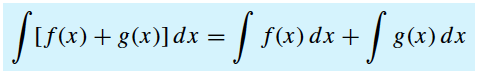 ∫[f(x) + g(x)] dx = ∫ f(x) dx + ∫ g(x) dx